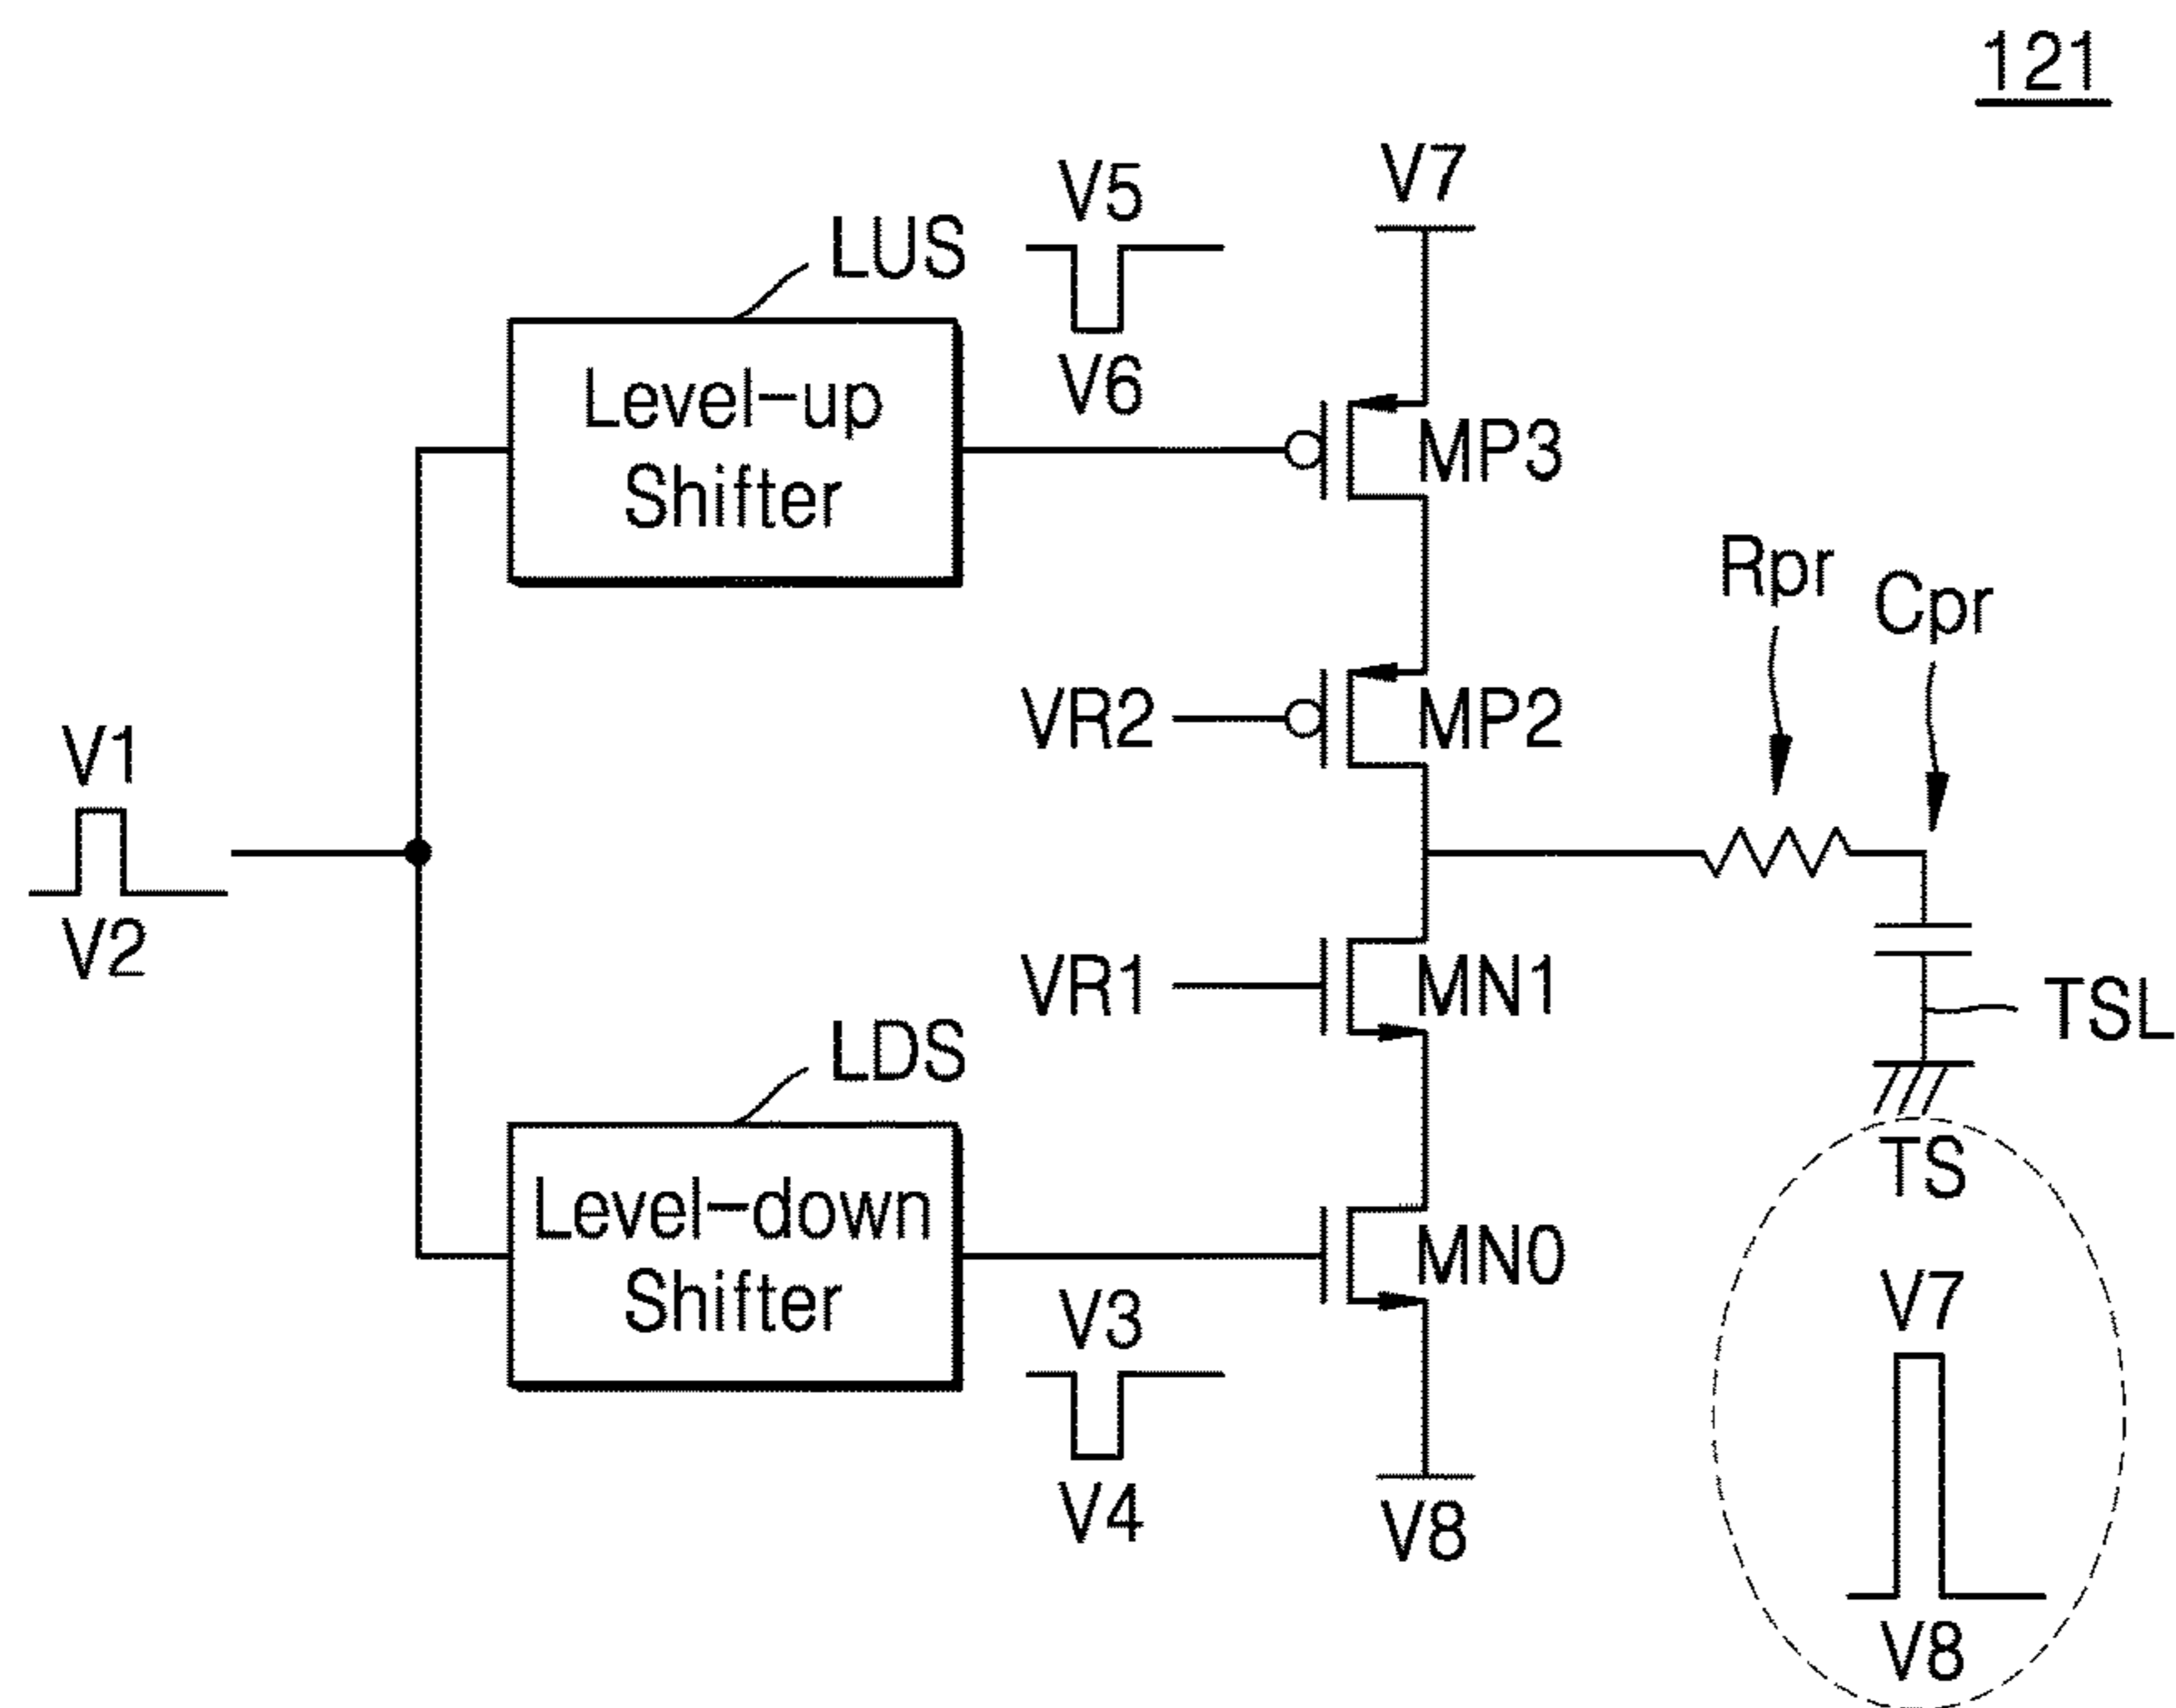 121
V7
V5
LUS
V6
Level-up
Shifter
MP3
Rpr
Cpr
VR2
MP2
V1
V2
VR1
MN1
TSL
LDS
TS
Level-down
Shifter
MN0
V3
V7
V4
V8
V8